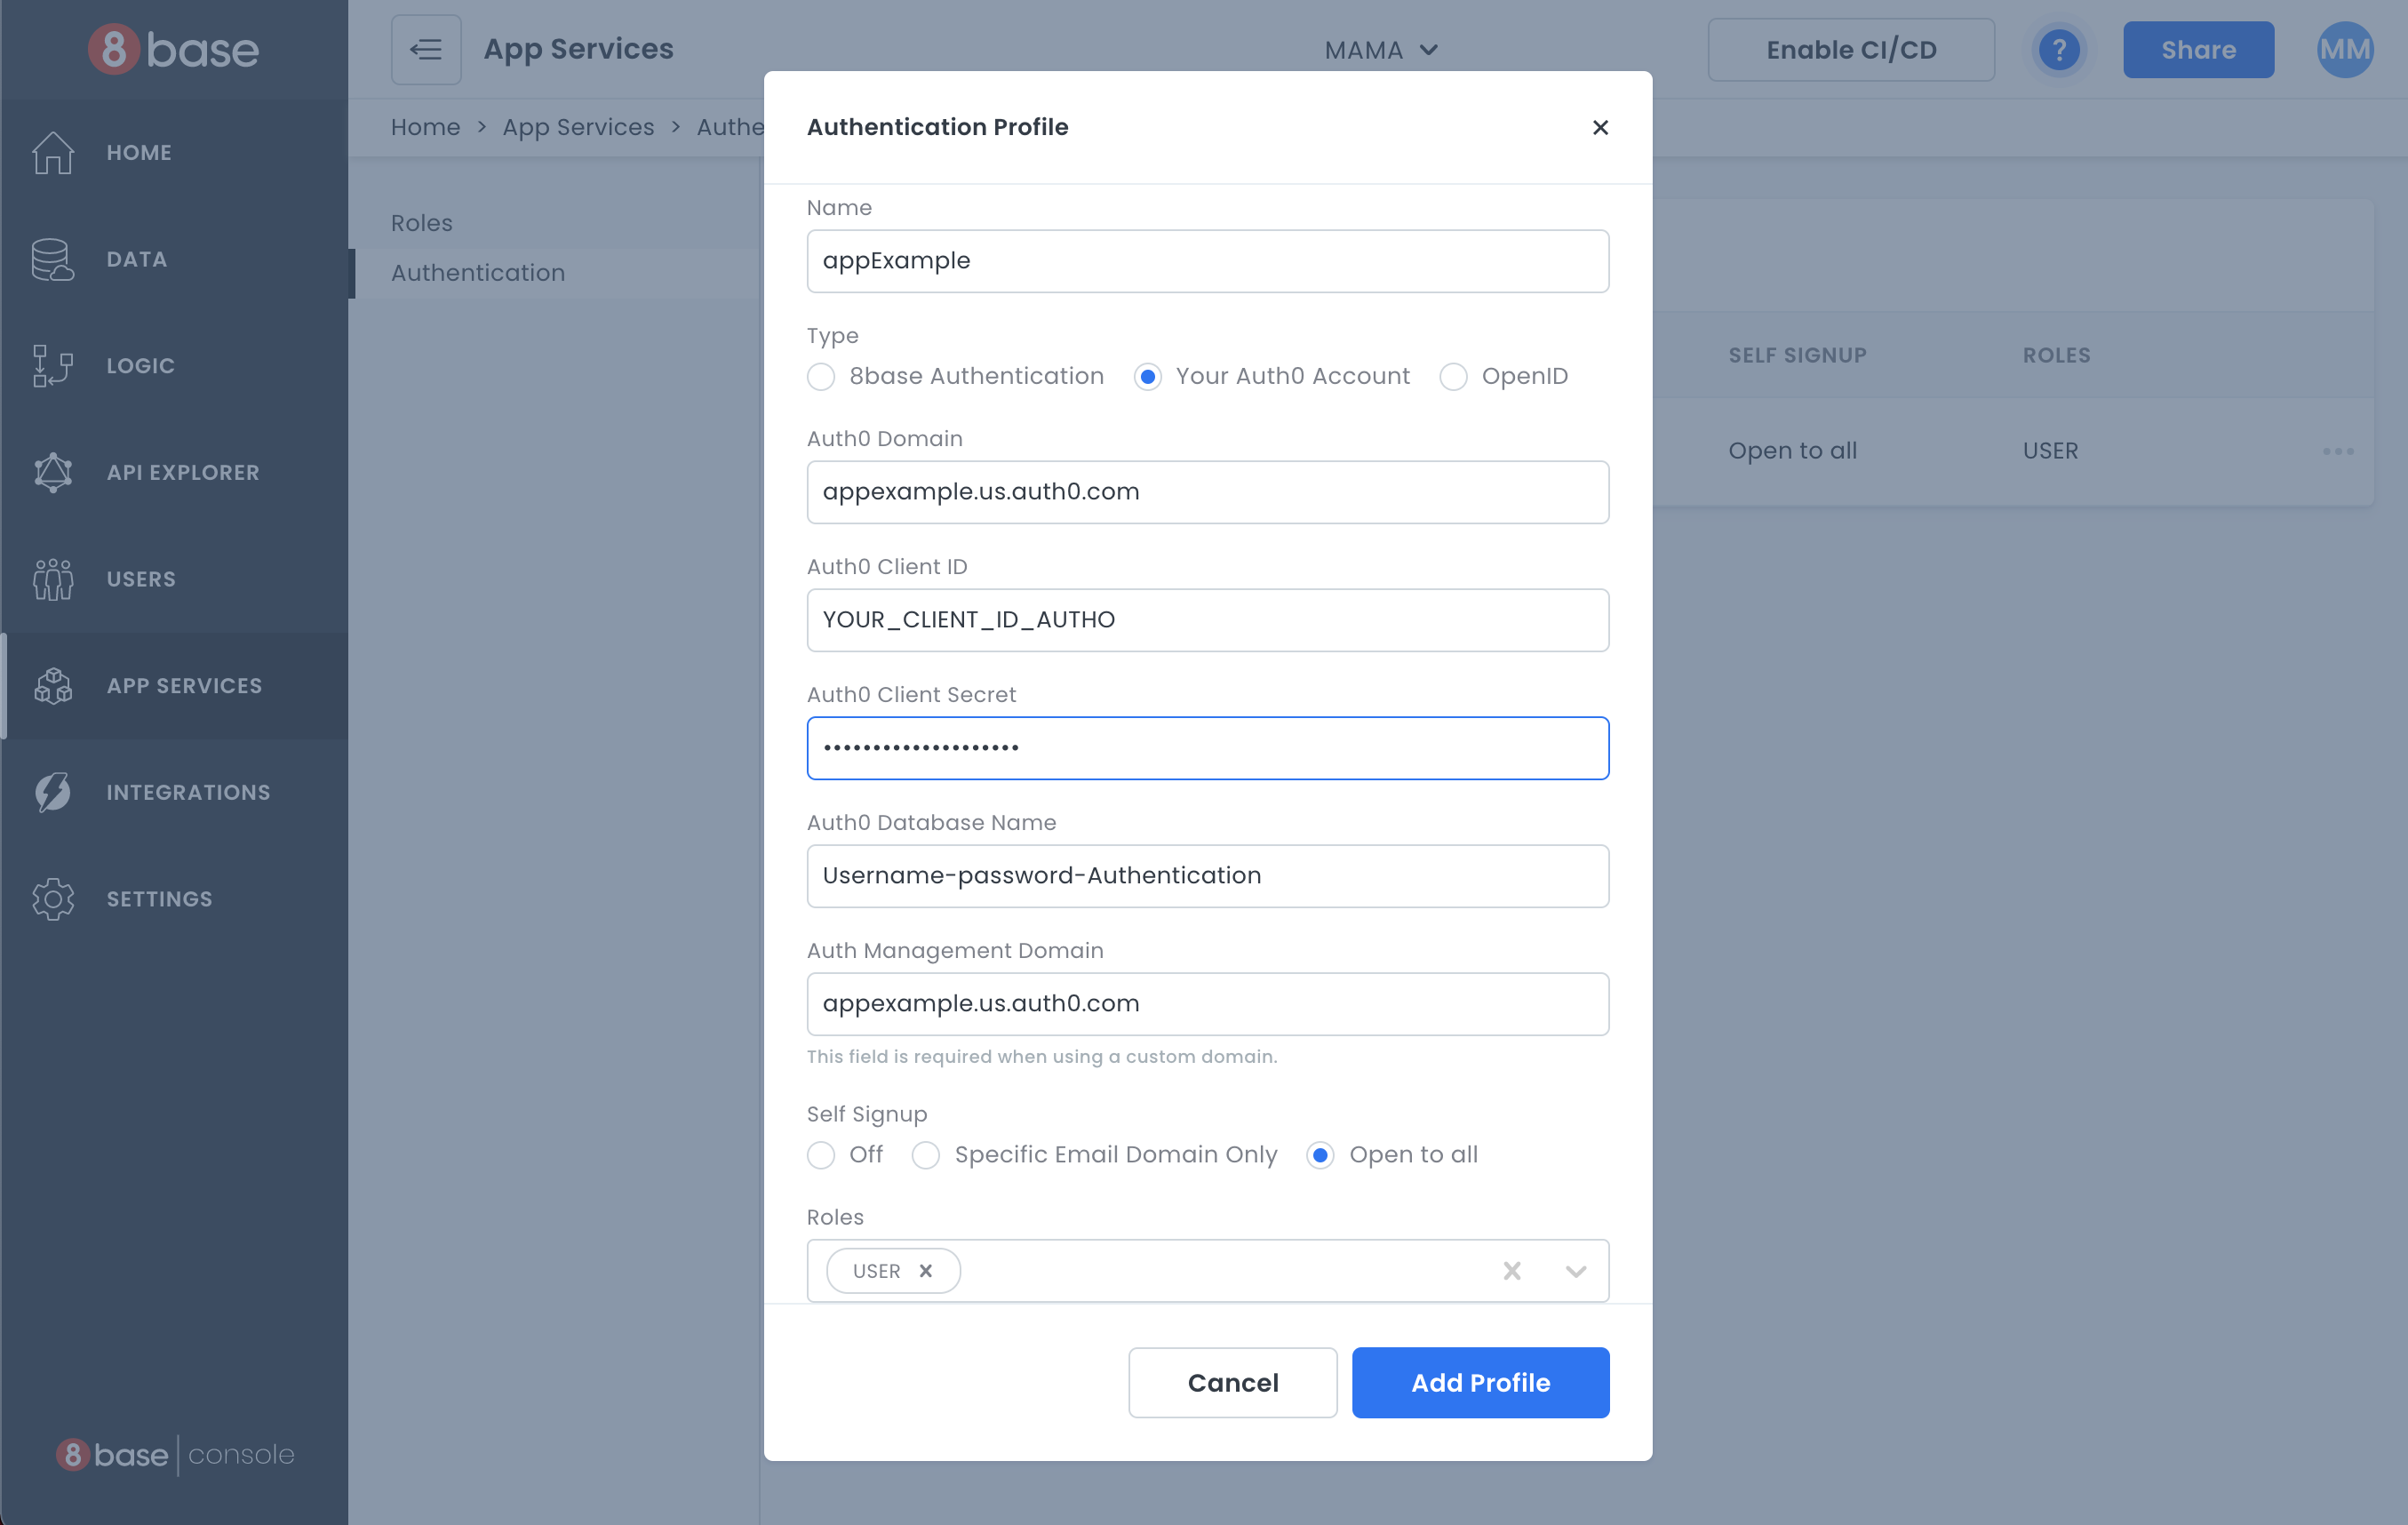 8base
App Services
MAMA
Enable CI/CD
?
Share
MM
Home > App Services > Authe
HOME
DATA
LOGIC
API EXPLORER
USERS
APP SERVICES
INTEGRATIONS
SETTINGS
8base | console
Roles
Authentication
SELF SIGNUP
ROLES
Open to all
USER
Authentication Profile
Name
appExample
Type
8base Authentication
Your Auth0 Account
OpenID
Auth0 Domain
appexample.us.auth0.com
Auth0 Client ID
YOUR_CLIENT_ID_AUTHO
Auth0 Client Secret
••••••••••••••••••••
Auth0 Database Name
Username-password-Authentication
Auth Management Domain
appexample.us.auth0.com
This field is required when using a custom domain.
Self Signup
Off
Specific Email Domain Only
Open to all
Roles
USER
Cancel
Add Profile